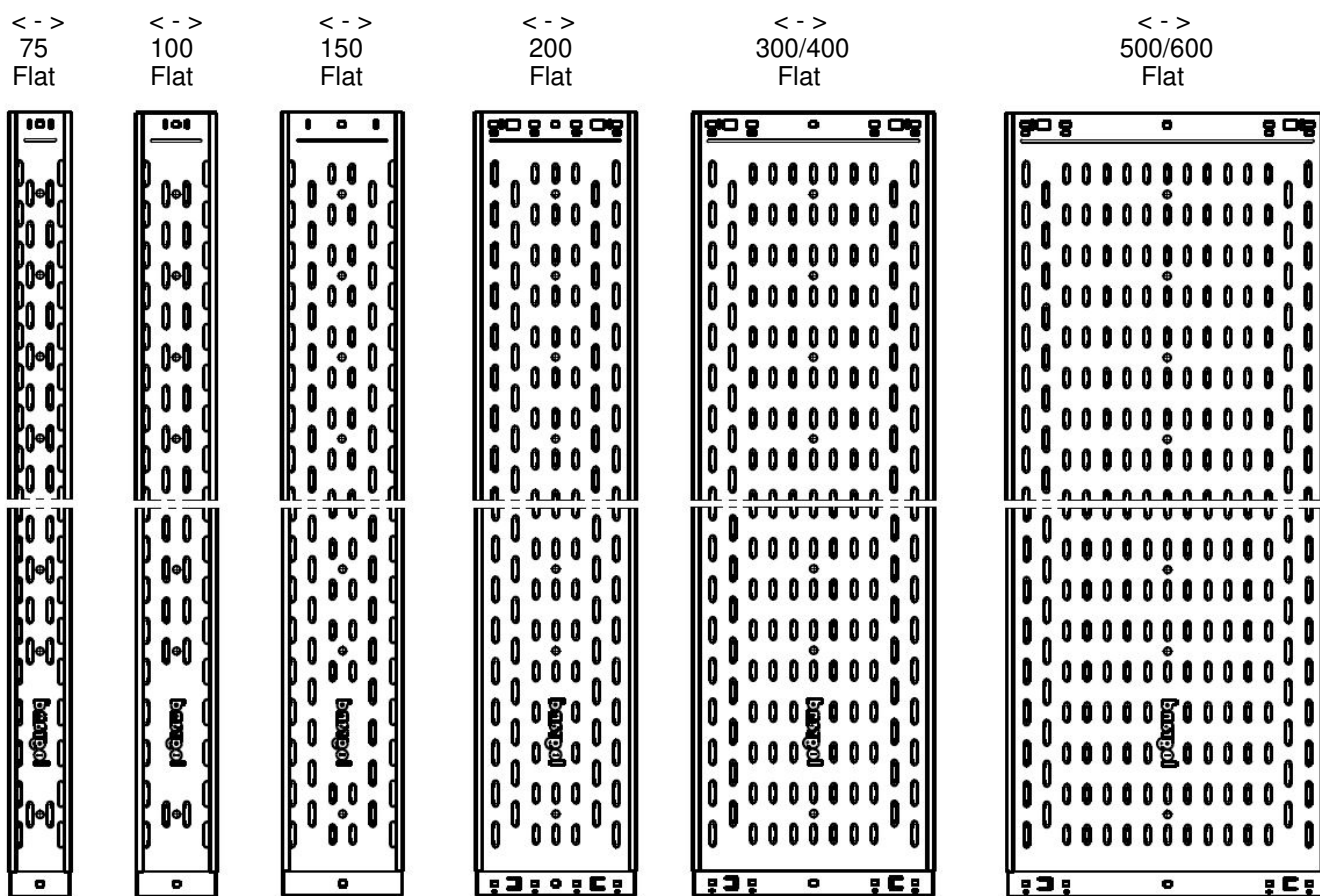 < - >
75
Flat
< - >
100
Flat
< - >
150
Flat
< - >
200
Flat
< - >
300/400
Flat
< - >
500/600
Flat